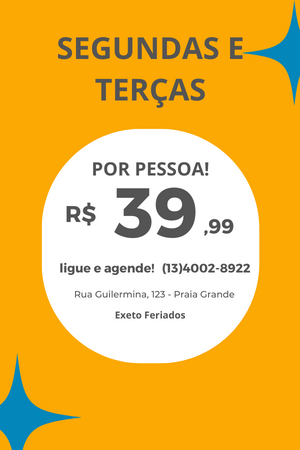 SEGUNDAS E
TERÇAS
POR PESSOA!
R$ 39,99
ligue e agende! (13)4002-8922
Rua Guilermina, 123 - Praia Grande
Exeto Feriados